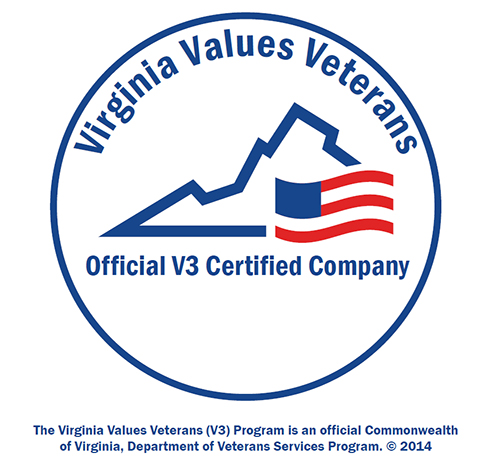 Virginia Values Veterans
Official V3 Certified Company
The Virginia Values Veterans (V3) Program is an official Commonwealth
of Virginia, Department of Veterans Services Program. © 2014